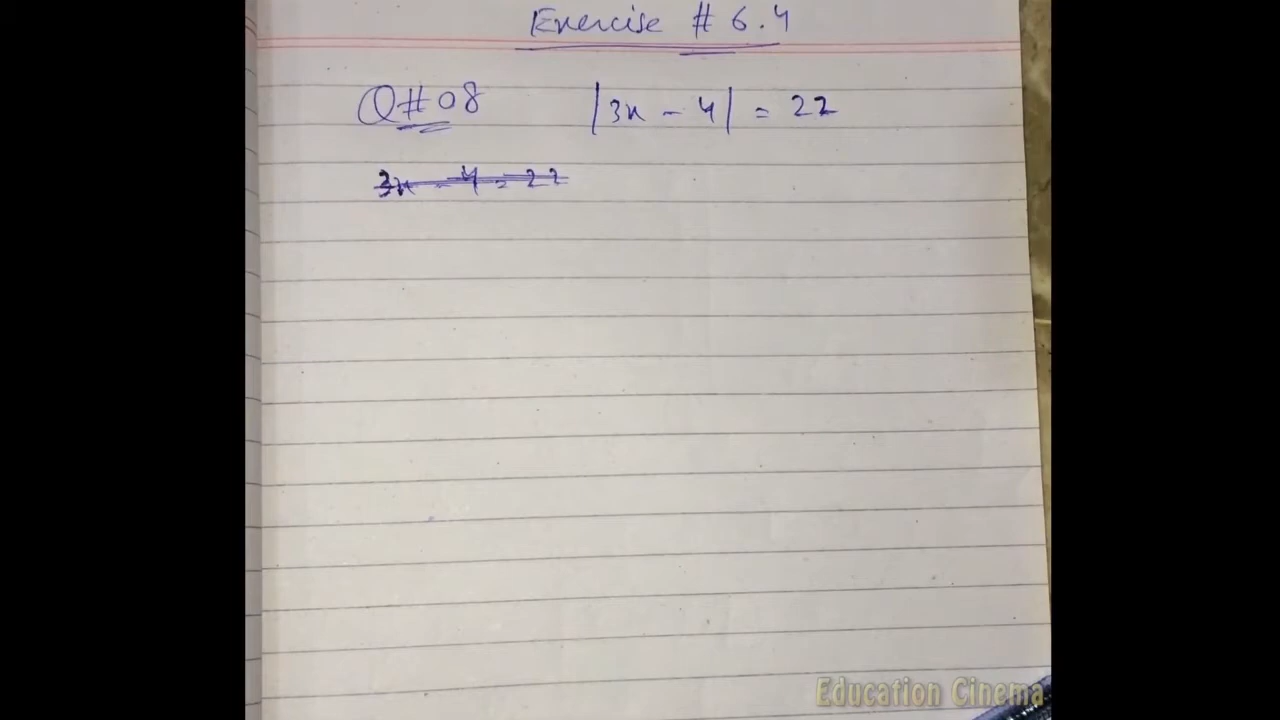 Exercise # 6.4
Q#08 |3x - 4| = 22
3x - 4 = 22
Education Cinema